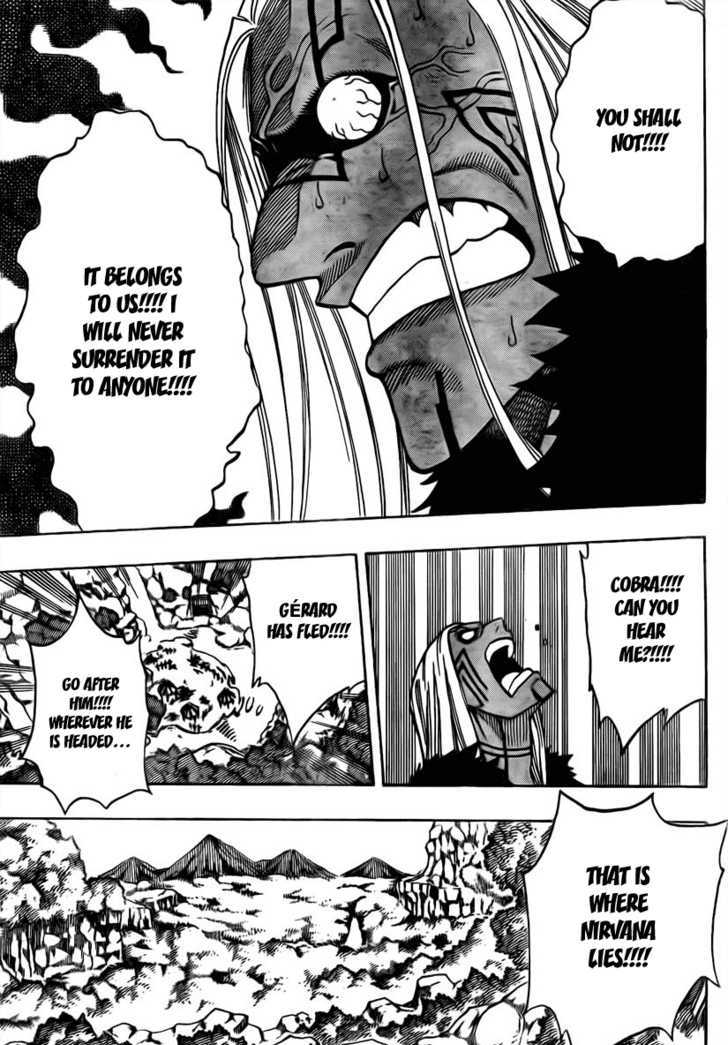 YOU SHALL
NOT!!!!
IT BELONGS
TO US!!!! I
WILL NEVER
SURRENDER IT
TO ANYONE!!!!
COBRA!!!!
CAN YOU
HEAR
ME?!!!!
GÉRARD
HAS FLED!!!!
GO AFTER
HIM!!!!
WHEREVER HE
IS HEADED...
THAT IS
WHERE
NIRVANA
LIES!!!!